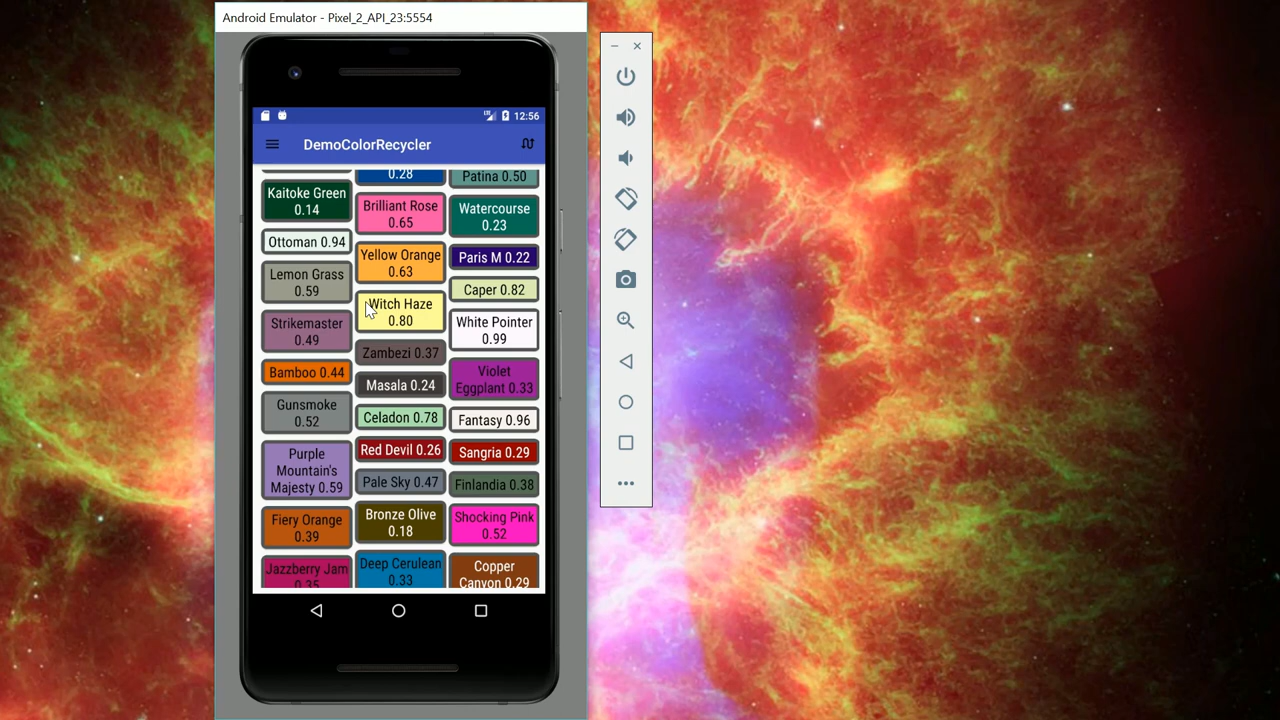 Android Emulator - Pixel_2_API_23:5554
12:56
DemoColorRecycler
0.28
Patina 0.50
Kaitoke Green
0.14
Brilliant Rose
0.65
Watercourse
0.23
Ottoman 0.94
Yellow Orange
0.63
Paris M 0.22
Lemon Grass
0.59
Caper 0.82
Witch Haze
0.80
White Pointer
0.99
Strikemaster
0.49
Zambezi 0.37
Bamboo 0.44
Masala 0.24
Violet
Eggplant 0.33
Gunsmoke
0.52
Celadon 0.78
Fantasy 0.96
Purple
Mountain's
Majesty 0.59
Red Devil 0.26
Sangria 0.29
Pale Sky 0.47
Finlandia 0.38
Fiery Orange
0.39
Bronze Olive
0.18
Shocking Pink
0.52
Jazzberry Jam
0.35
Deep Cerulean
0.33
Copper
Canyon 0.29